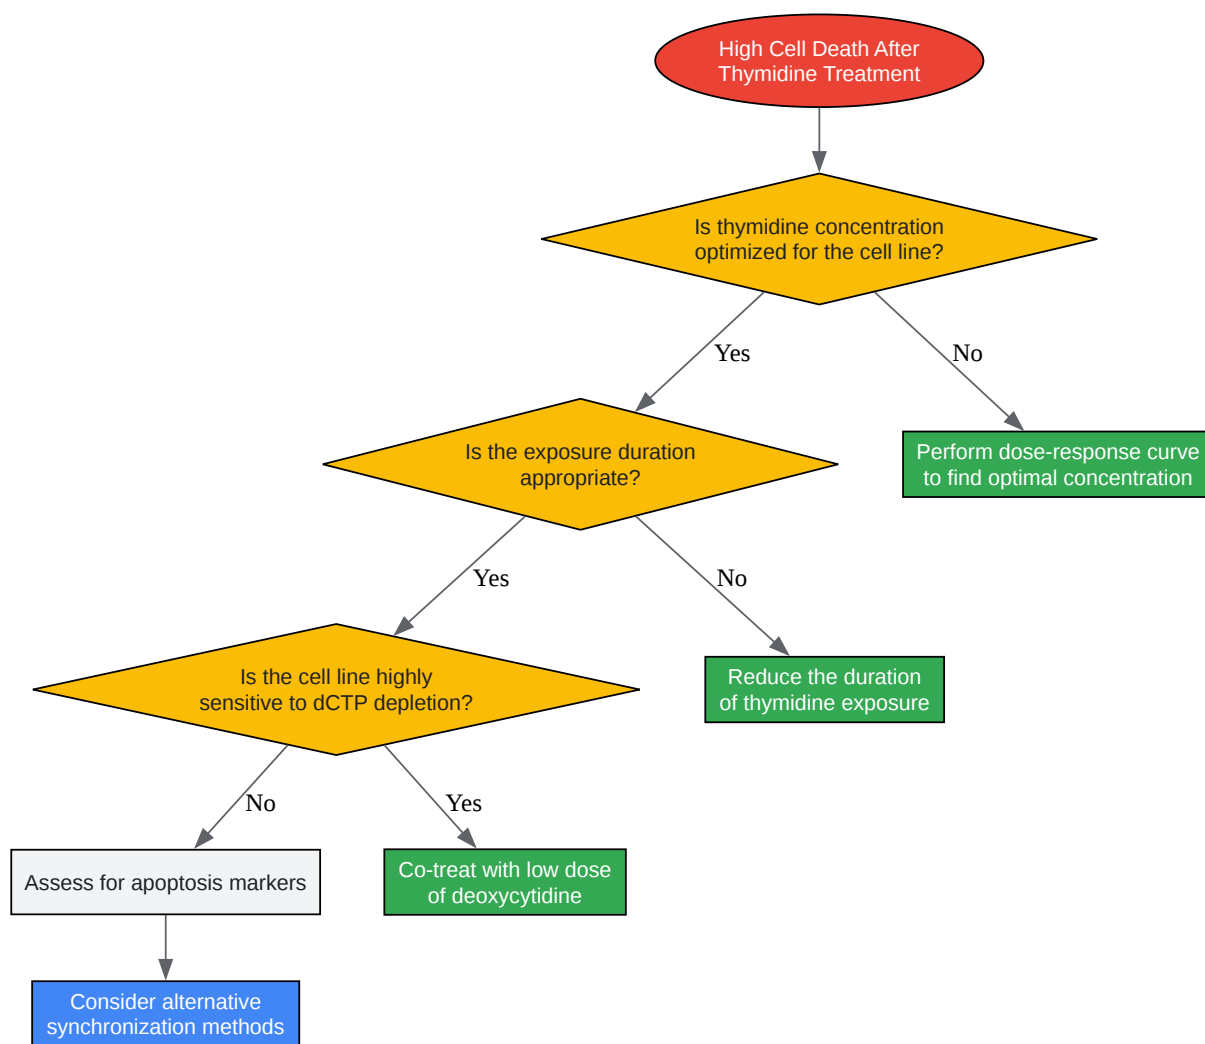 High Cell Death After
Thymidine Treatment
Is thymidine concentration
optimized for the cell line?
Yes
No
Is the exposure duration
appropriate?
Perform dose-response curve
to find optimal concentration
Yes
No
Is the cell line highly
sensitive to dCTP depletion?
Reduce the duration
of thymidine exposure
No
Yes
Assess for apoptosis markers
Co-treat with low dose
of deoxycytidine
Consider alternative
synchronization methods